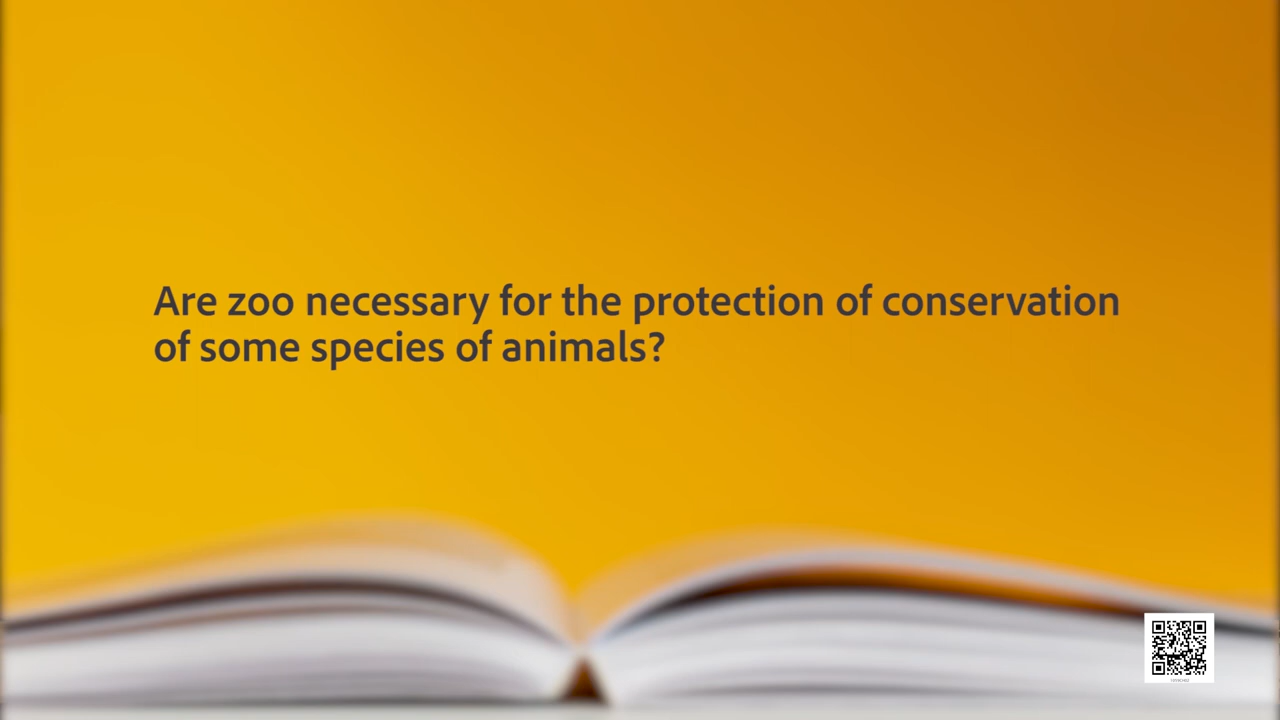 Are zoo necessary for the protection of conservation
of some species of animals?